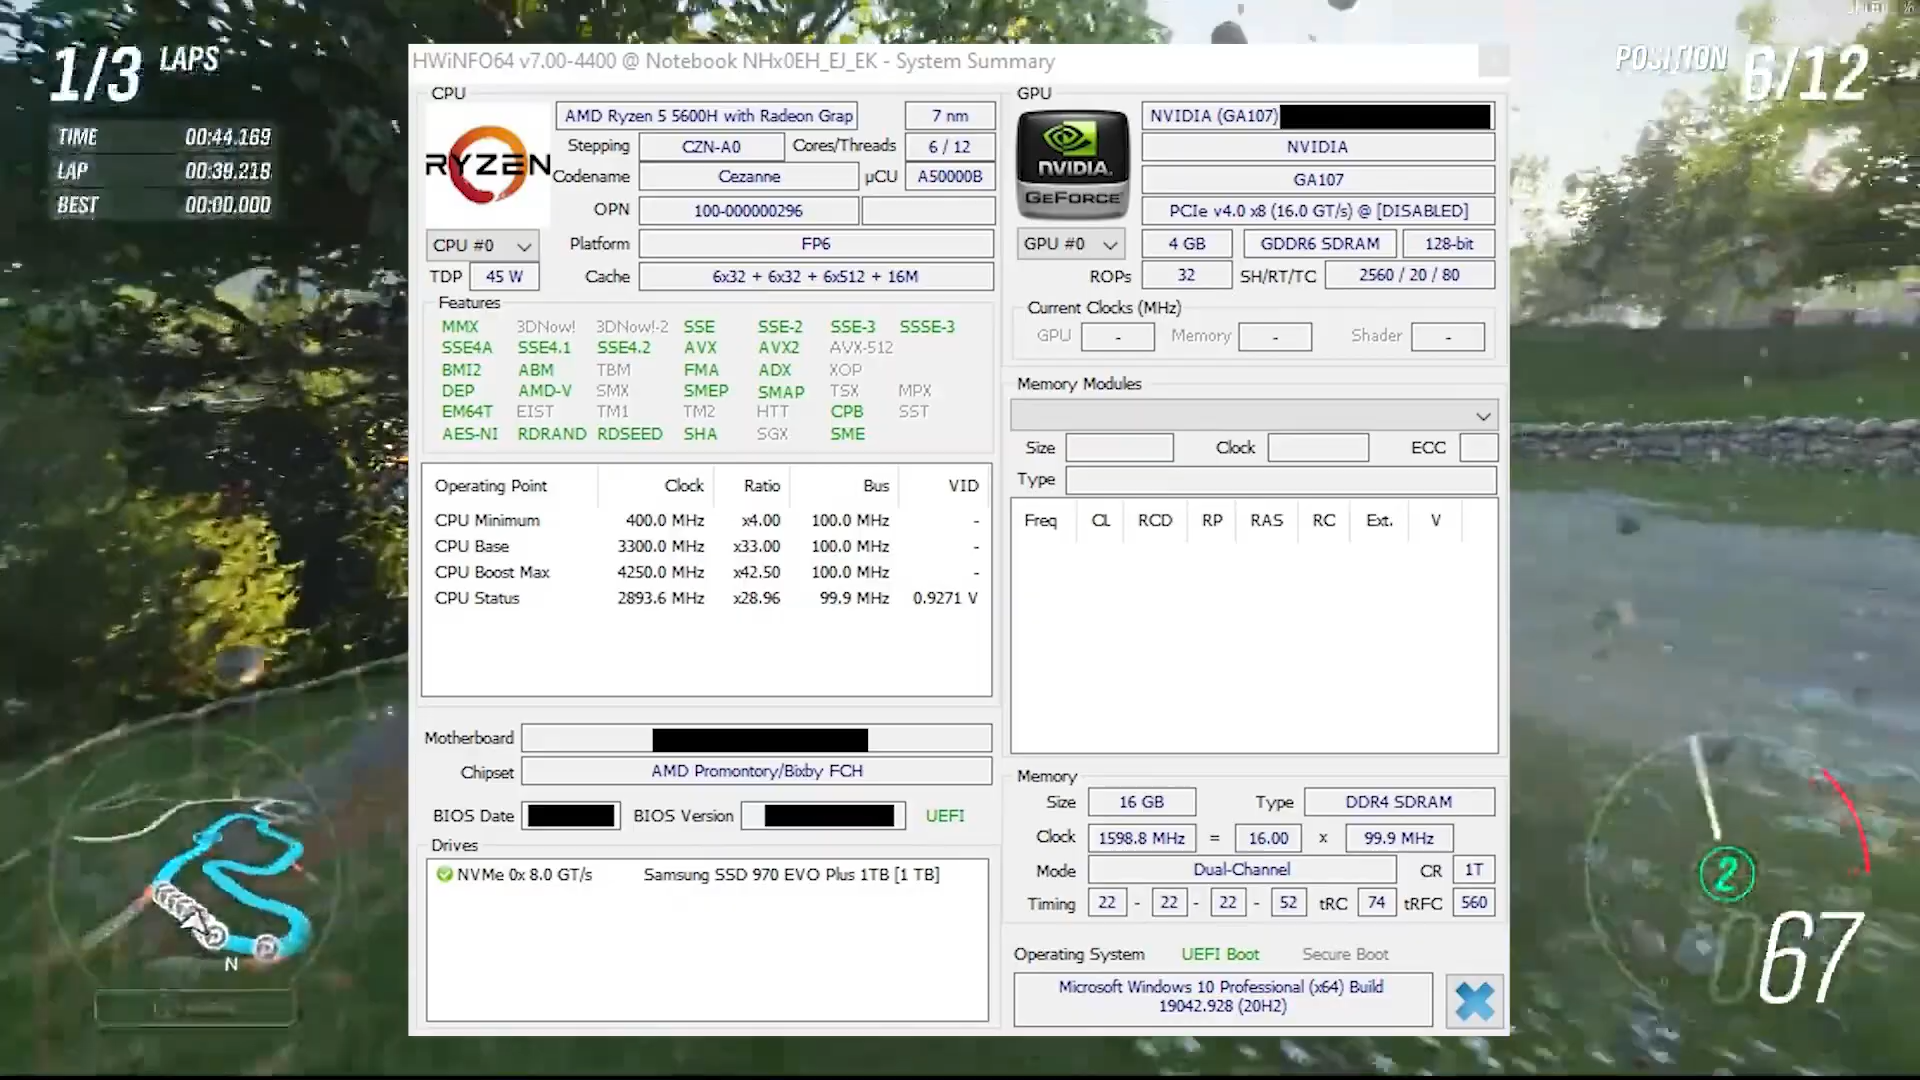 1/3 LAPS
TIME 00:44.169
LAP 00:39.218
BEST 00:00.000
POSITION 6/12
HWiNFO64 v7.00-4400 @ Notebook NHx0EH_EJ_EK - System Summary
CPU
RYZEN
AMD Ryzen 5 5600H with Radeon Grap 7 nm
Stepping CZN-A0 Cores/Threads 6 / 12
Codename Cezanne µCU A50000B
OPN 100-000000296
CPU #0 Platform FP6
TDP 45 W Cache 6x32 + 6x32 + 6x512 + 16M
Features
MMX 3DNow! 3DNow!-2 SSE SSE-2 SSE-3 SSSE-3
SSE4A SSE4.1 SSE4.2 AVX AVX2 AVX-512
BMI2 ABM TBM FMA ADX XOP
DEP AMD-V SMX SMEP SMAP TSX MPX
EM64T EIST TM1 TM2 HTT CPB SST
AES-NI RDRAND RDSEED SHA SGX SME
Operating Point Clock Ratio Bus VID
CPU Minimum 400.0 MHz x4.00 100.0 MHz -
CPU Base 3300.0 MHz x33.00 100.0 MHz -
CPU Boost Max 4250.0 MHz x42.50 100.0 MHz -
CPU Status 2893.6 MHz x28.96 99.9 MHz 0.9271 V
Motherboard
Chipset AMD Promontory/Bixby FCH
BIOS Date BIOS Version UEFI
Drives
NVMe 0x 8.0 GT/s Samsung SSD 970 EVO Plus 1TB [1 TB]
GPU
NVIDIA GEFORCE
NVIDIA (GA107)
NVIDIA
GA107
PCIe v4.0 x8 (16.0 GT/s) @ [DISABLED]
GPU #0 4 GB GDDR6 SDRAM 128-bit
ROPs 32 SH/RT/TC 2560 / 20 / 80
Current Clocks (MHz)
GPU - Memory - Shader -
Memory Modules
Size Clock ECC
Type
Freq CL RCD RP RAS RC Ext. V
Memory
Size 16 GB Type DDR4 SDRAM
Clock 1598.8 MHz = 16.00 x 99.9 MHz
Mode Dual-Channel CR 1T
Timing 22 - 22 - 22 - 52 tRC 74 tRFC 560
Operating System UEFI Boot Secure Boot
Microsoft Windows 10 Professional (x64) Build
19042.928 (20H2)
N
2
067